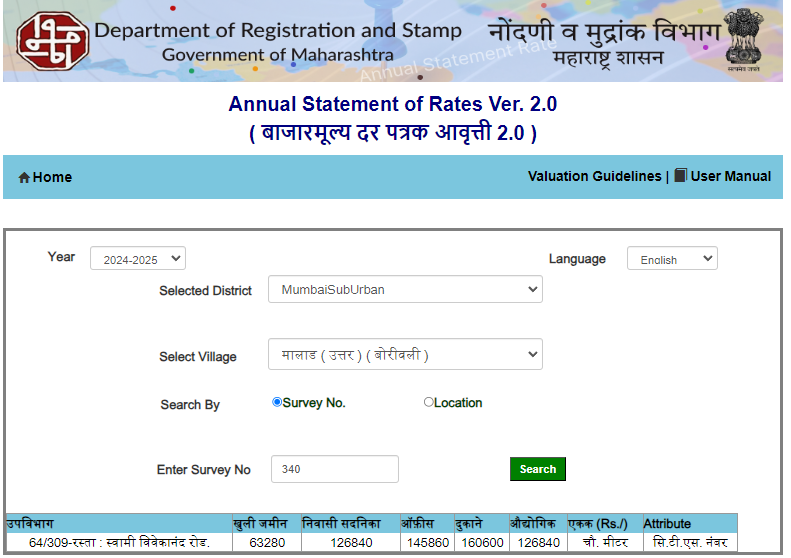 Department of Registration and Stamp
Government of Maharashtra
नोंदणी व मुद्रांक विभाग
महाराष्ट्र शासन
Annual Statement Rate
Annual Statement of Rates Ver. 2.0
( बाजारमूल्य दर पत्रक आवृत्ती 2.0 )
Home
Valuation Guidelines | User Manual
Year 2024-2025 Language English
Selected District MumbaiSubUrban
Select Village मालाड ( उत्तर ) ( बोरीवली )
Search By Survey No. Location
Enter Survey No 340 Search
उपविभाग खुली जमीन निवासी सदनिका ऑफ़ीस दुकाने औद्योगिक एकक (Rs./) Attribute
64/309-रस्ता : स्वामी विवेकानंद रोड. 63280 126840 145860 160600 126840 चौ. मीटर सि.टी.एस. नंबर